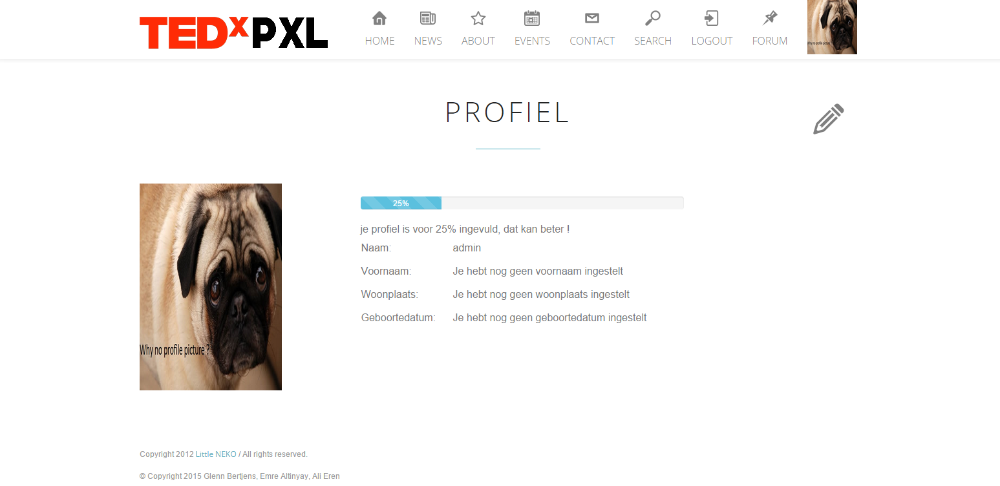 TEDxPXL
HOME NEWS ABOUT EVENTS CONTACT SEARCH LOGOUT FORUM
Why no profile picture ?
PROFIEL
25%
je profiel is voor 25% ingevuld, dat kan beter !
Naam: admin
Voornaam: Je hebt nog geen voornaam ingestelt
Woonplaats: Je hebt nog geen woonplaats ingestelt
Geboortedatum: Je hebt nog geen geboortedatum ingestelt
Why no profile picture ?
Copyright 2012 Little NEKO / All rights reserved.
© Copyright 2015 Glenn Bertjens, Emre Altinyay, Ali Eren